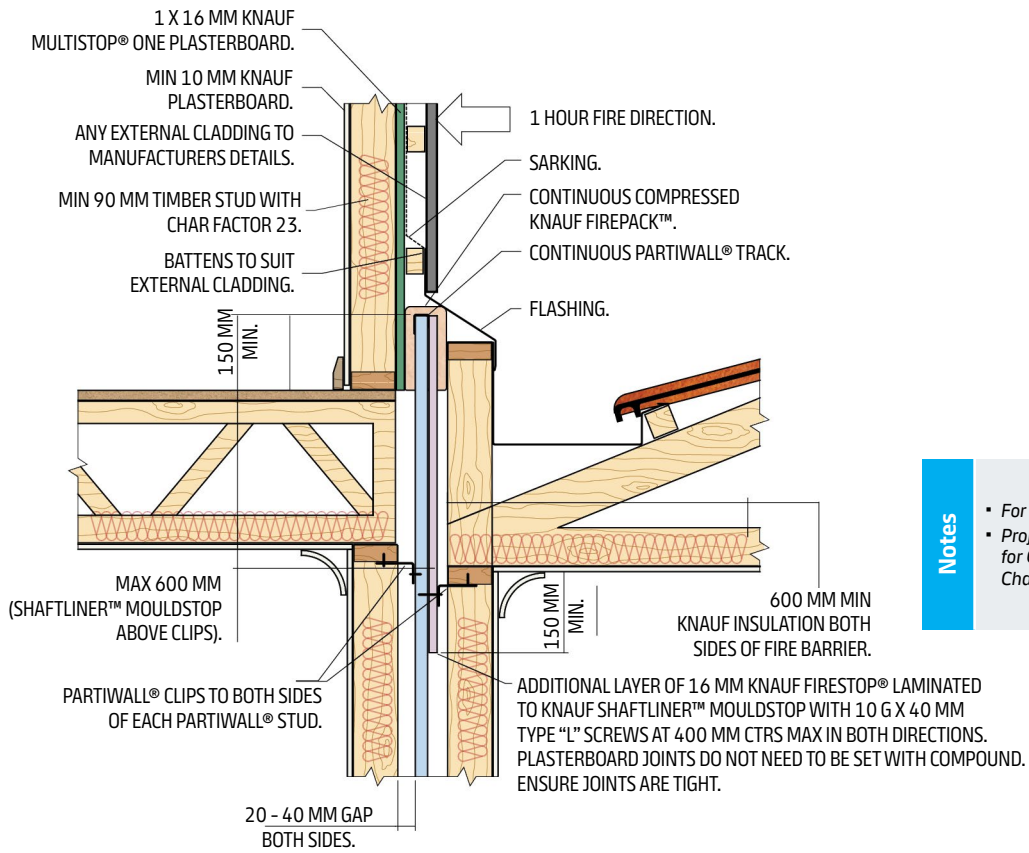 1 X 16 MM KNAUF
MULTISTOP® ONE PLASTERBOARD.
MIN 10 MM KNAUF
PLASTERBOARD.
ANY EXTERNAL CLADDING TO
MANUFACTURERS DETAILS.
MIN 90 MM TIMBER STUD WITH
CHAR FACTOR 23.
BATTENS TO SUIT
EXTERNAL CLADDING.
1 HOUR FIRE DIRECTION.
SARKING.
CONTINUOUS COMPRESSED
KNAUF FIREPACK™.
CONTINUOUS PARTIWALL® TRACK.
FLASHING.
150 MM
MIN.
MAX 600 MM
(SHAFTLINER™ MOULDSTOP
ABOVE CLIPS).
PARTIWALL® CLIPS TO BOTH SIDES
OF EACH PARTIWALL® STUD.
20 - 40 MM GAP
BOTH SIDES.
150 MM
MIN.
600 MM MIN
KNAUF INSULATION BOTH
SIDES OF FIRE BARRIER.
ADDITIONAL LAYER OF 16 MM KNAUF FIRESTOP® LAMINATED
TO KNAUF SHAFTLINER™ MOULDSTOP WITH 10 G X 40 MM
TYPE “L” SCREWS AT 400 MM CTRS MAX IN BOTH DIRECTIONS.
PLASTERBOARD JOINTS DO NOT NEED TO BE SET WITH COMPOUND.
ENSURE JOINTS ARE TIGHT.
Notes
▪ For
▪ Pro
for
Cha